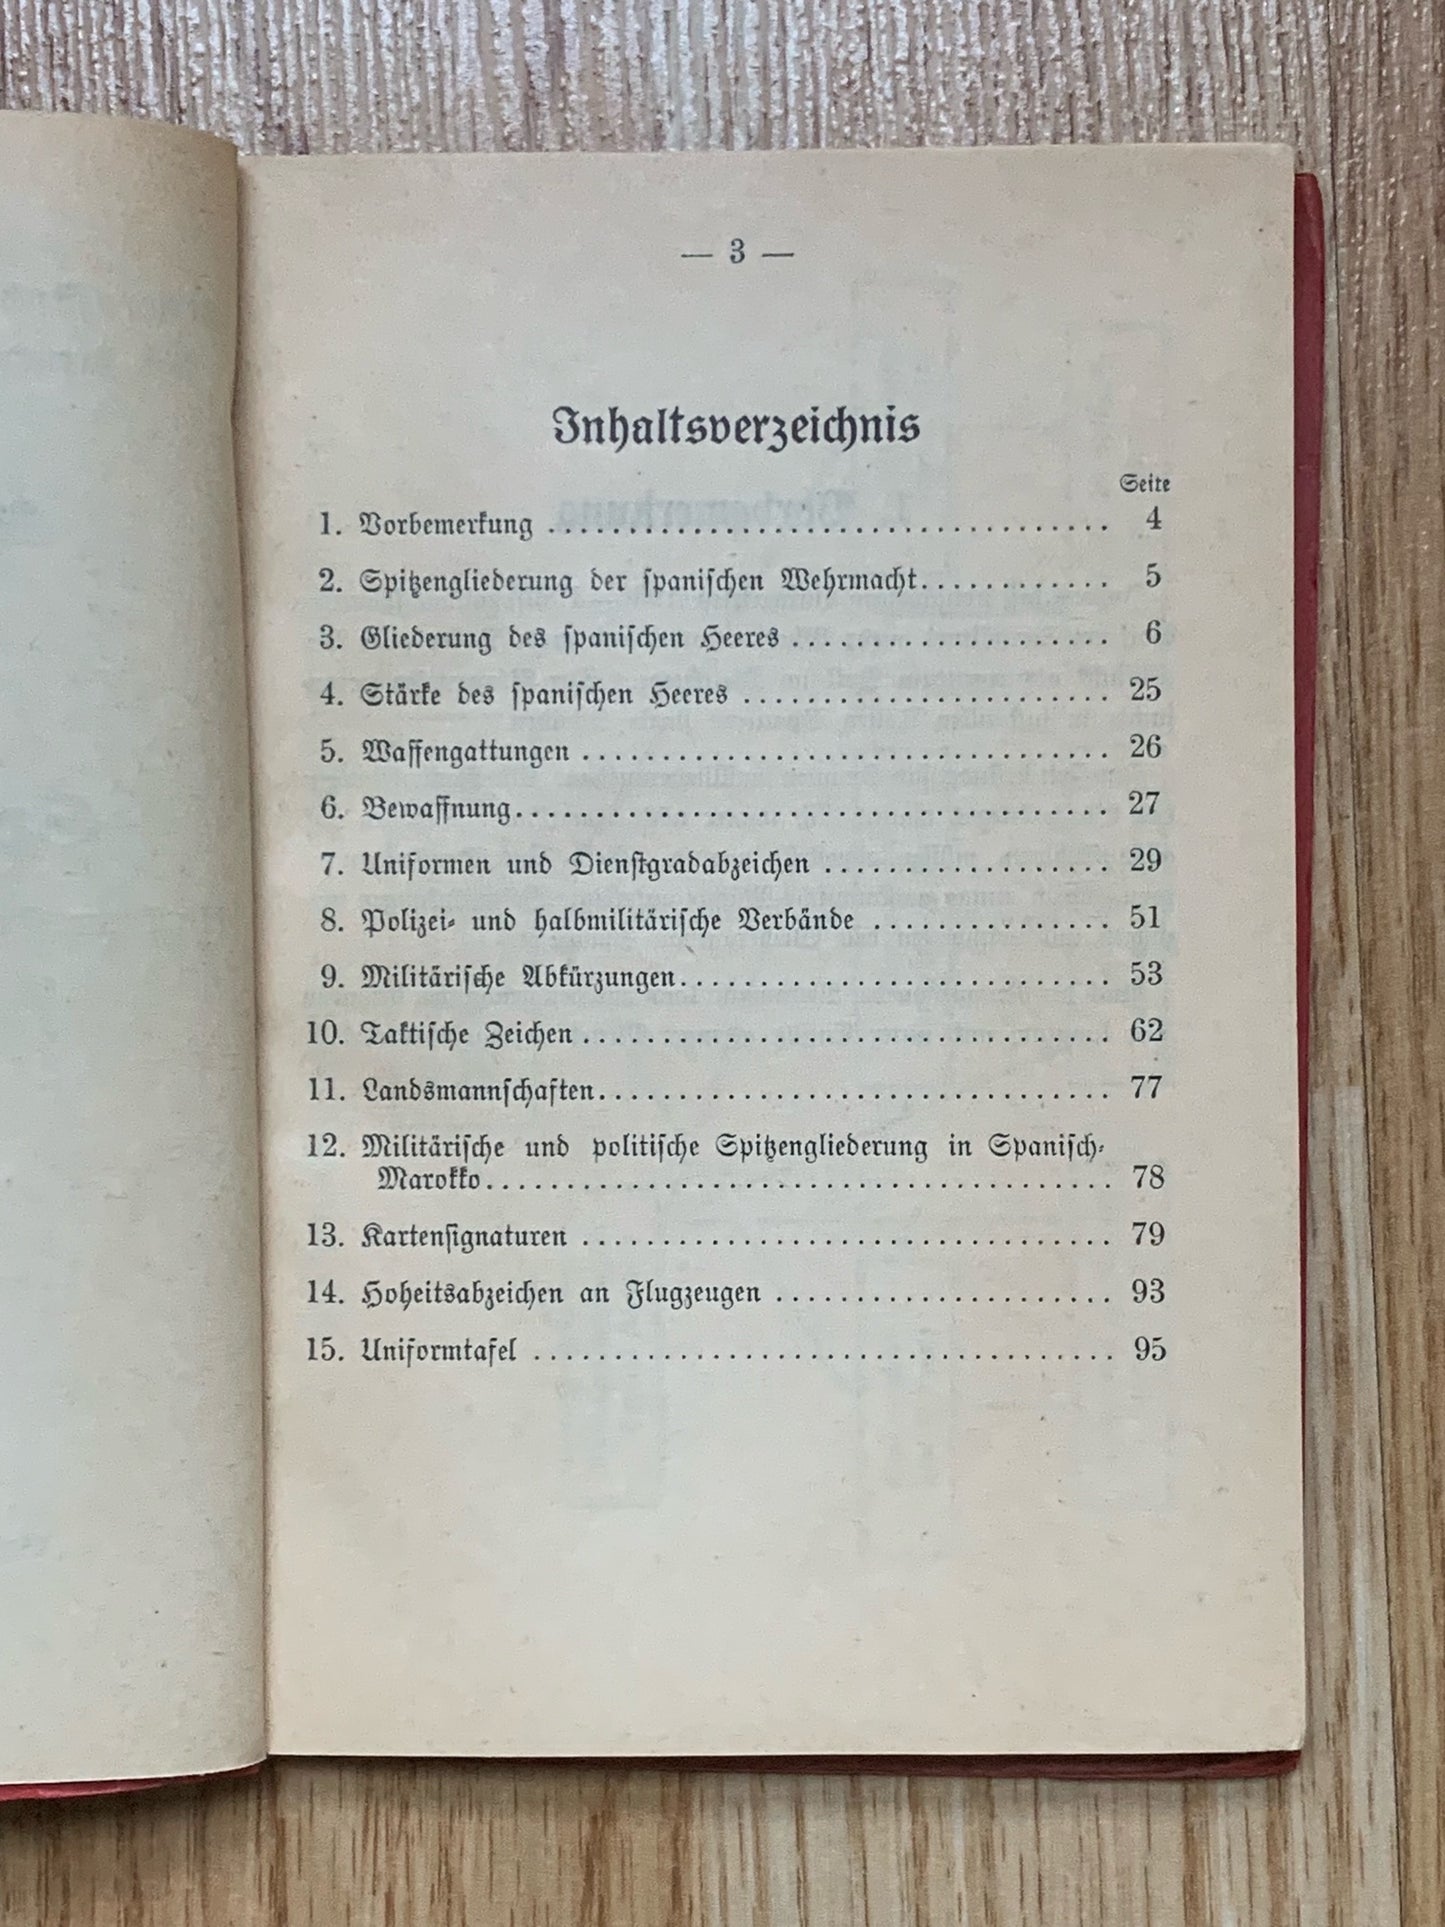 — 3 —
Inhaltsverzeichnis
Seite
1. Vorbemerkung ................................... 4
2. Spitzengliederung der spanischen Wehrmacht............ 5
3. Gliederung des spanischen Heeres .................... 6
4. Stärke des spanischen Heeres ....................... 25
5. Waffengattungen ................................. 26
6. Bewaffnung..................................... 27
7. Uniformen und Dienstgradabzeichen .................. 29
8. Polizei- und halbmilitärische Verbände ............... 51
9. Militärische Abkürzungen........................... 53
10. Taktische Zeichen ................................. 62
11. Landsmannschaften................................ 77
12. Militärische und politische Spitzengliederung in Spanisch-
Marokko....................................... 78
13. Kartensignaturen ................................. 79
14. Hoheitsabzeichen an Flugzeugen ..................... 93
15. Uniformtafel .................................... 95